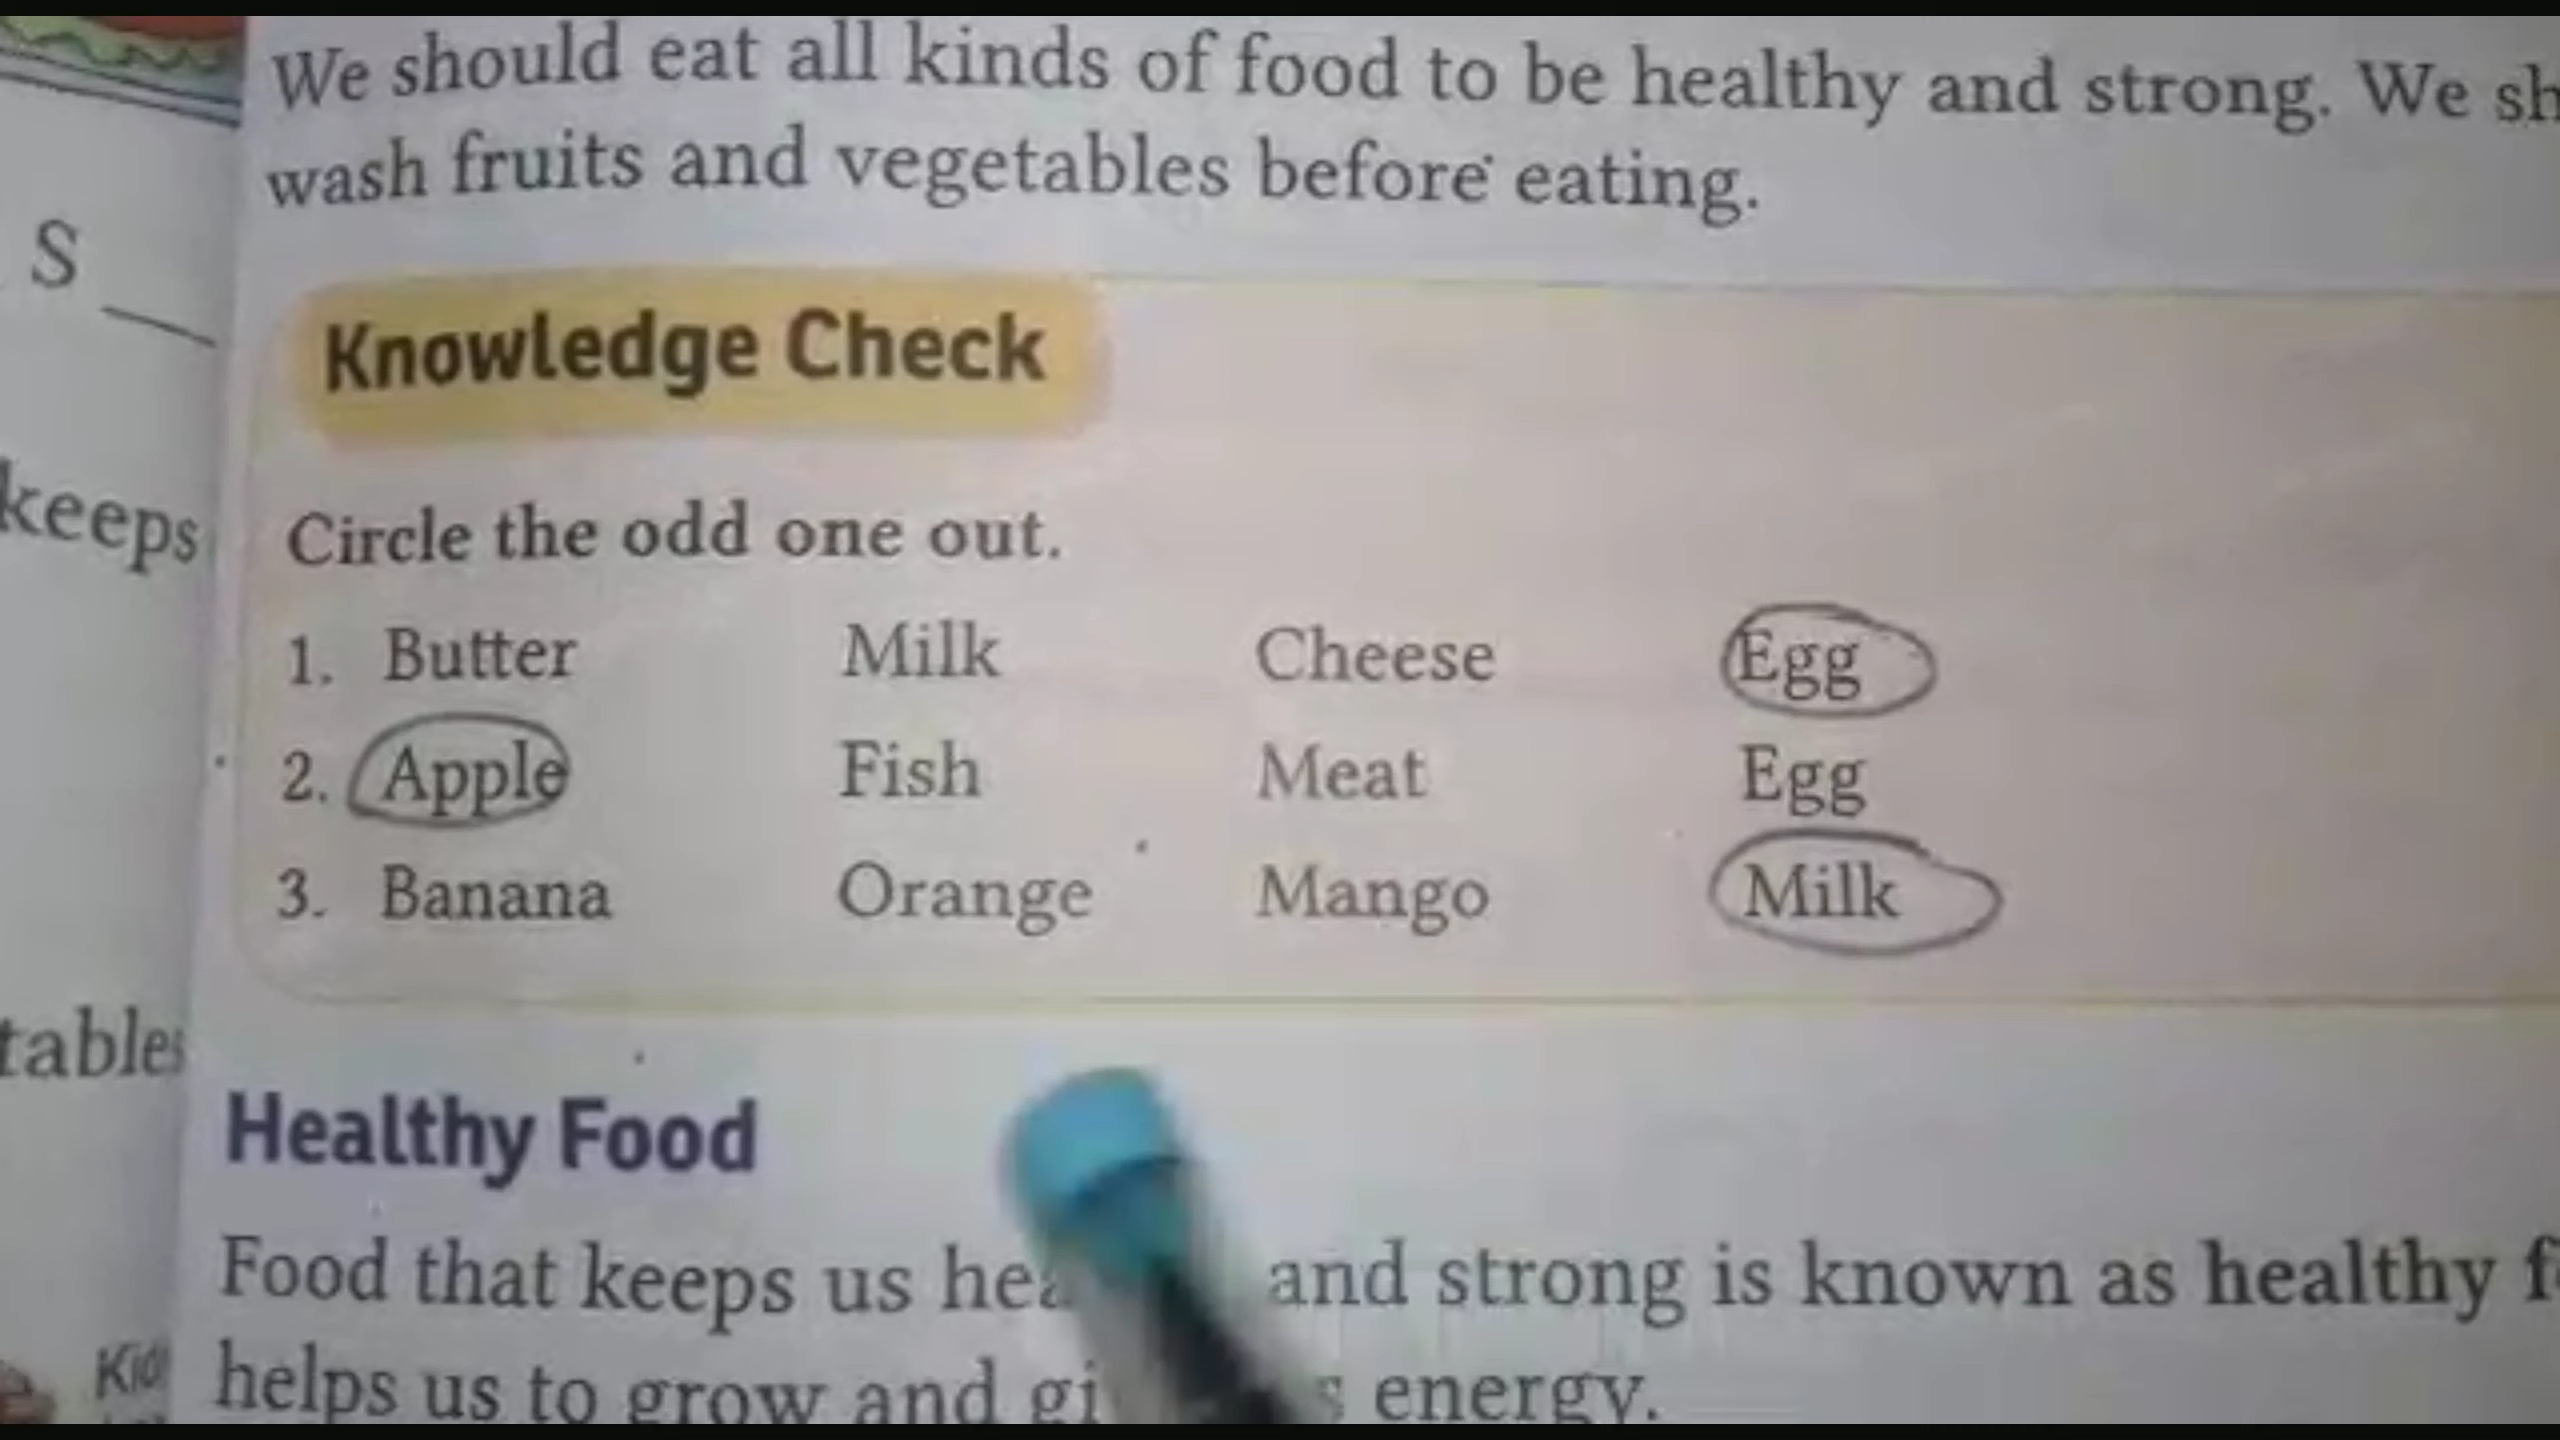 We should eat all kinds of food to be healthy and strong. We sh
wash fruits and vegetables before eating.
S
keeps
Knowledge Check
Circle the odd one out.
1. Butter Milk Cheese Egg
2. Apple Fish Meat Egg
3. Banana Orange Mango Milk
tables
Healthy Food
Food that keeps us hea and strong is known as healthy f
Kid
helps us to grow and gi s energy.